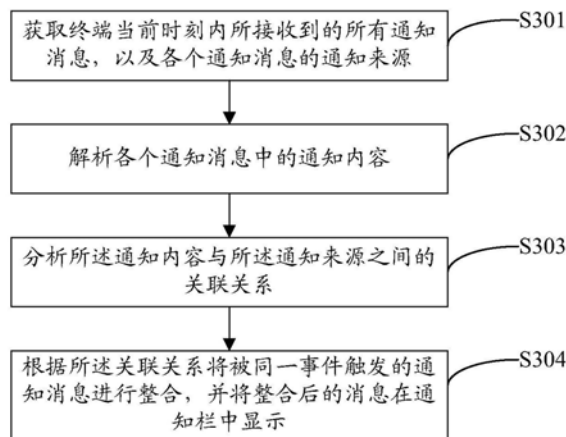 获取终端当前时刻内所接收到的所有通知
消息，以及各个通知消息的通知来源
S301
解析各个通知消息中的通知内容
S302
分析所述通知内容与所述通知来源之间的
关联关系
S303
根据所述关联关系将被同一事件触发的通
知消息进行整合，并将整合后的消息在通
知栏中显示
S304